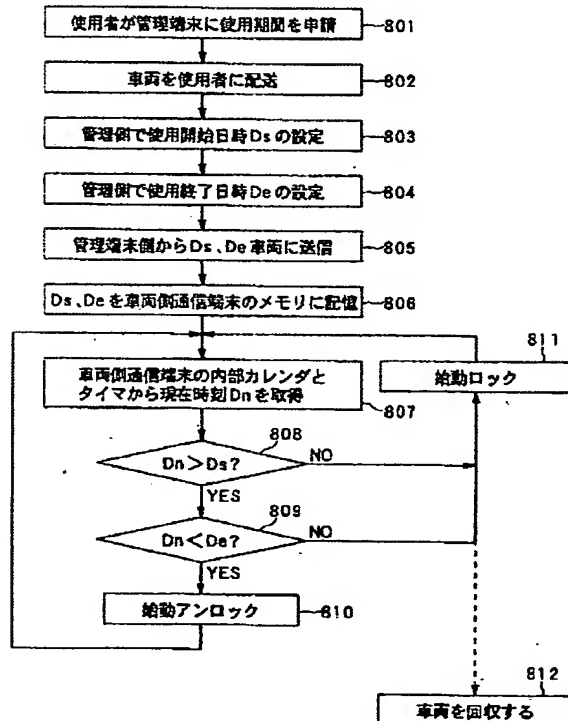 使用者が管理端末に使用期間を申請
801
車両を使用者に配送
802
管理側で使用開始日時Dsの設定
803
管理側で使用終了日時Deの設定
804
管理端末側からDs、De車両に送信
805
Ds、Deを車両側通信端末のメモリに記憶
806
811
始動ロック
車両側通信端末の内部カレンダと
タイマから現在時刻Dnを取得
807
808
Dn>Ds?
NO
YES
809
Dn<De?
NO
YES
始動アンロック
810
812
車両を回収する